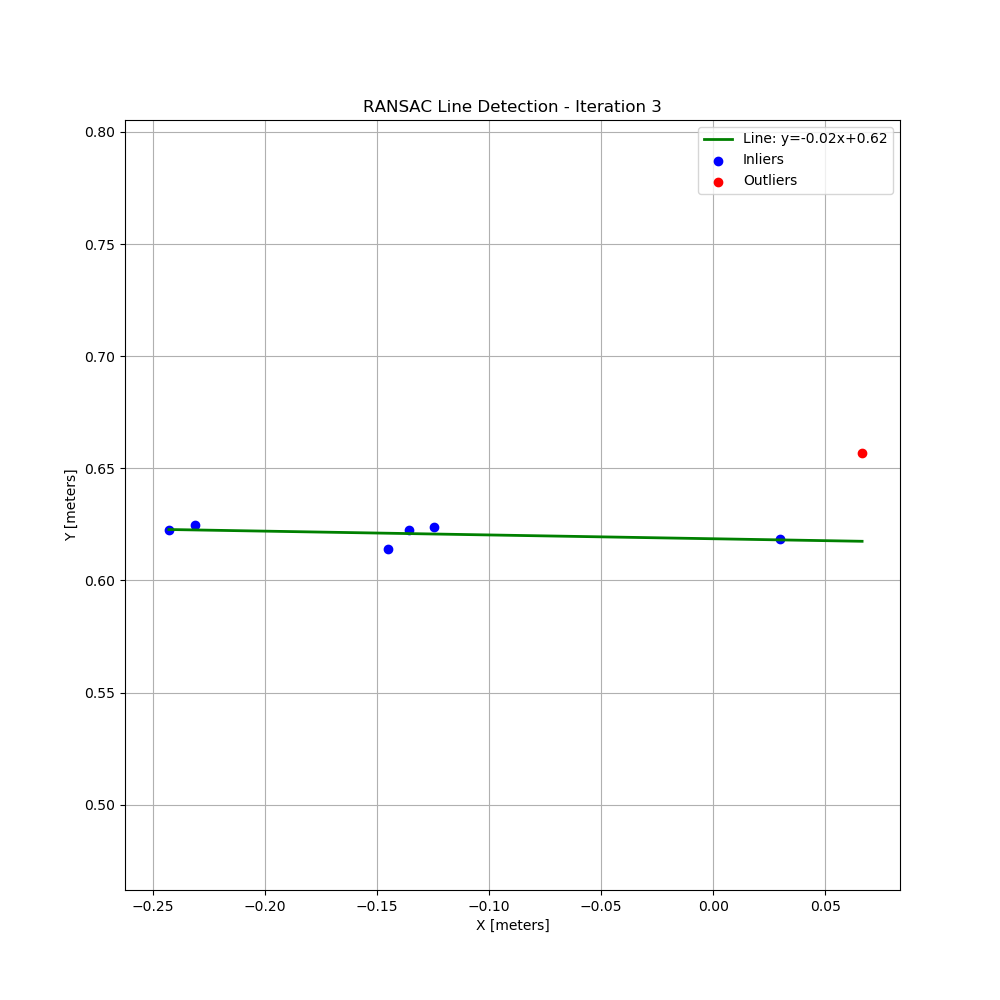 RANSAC Line Detection - Iteration 3
Line: y=-0.02x+0.62
Inliers
Outliers
0.80
0.75
0.70
0.65
0.60
0.55
0.50
Y [meters]
−0.25 −0.20 −0.15 −0.10 −0.05 0.00 0.05
X [meters]